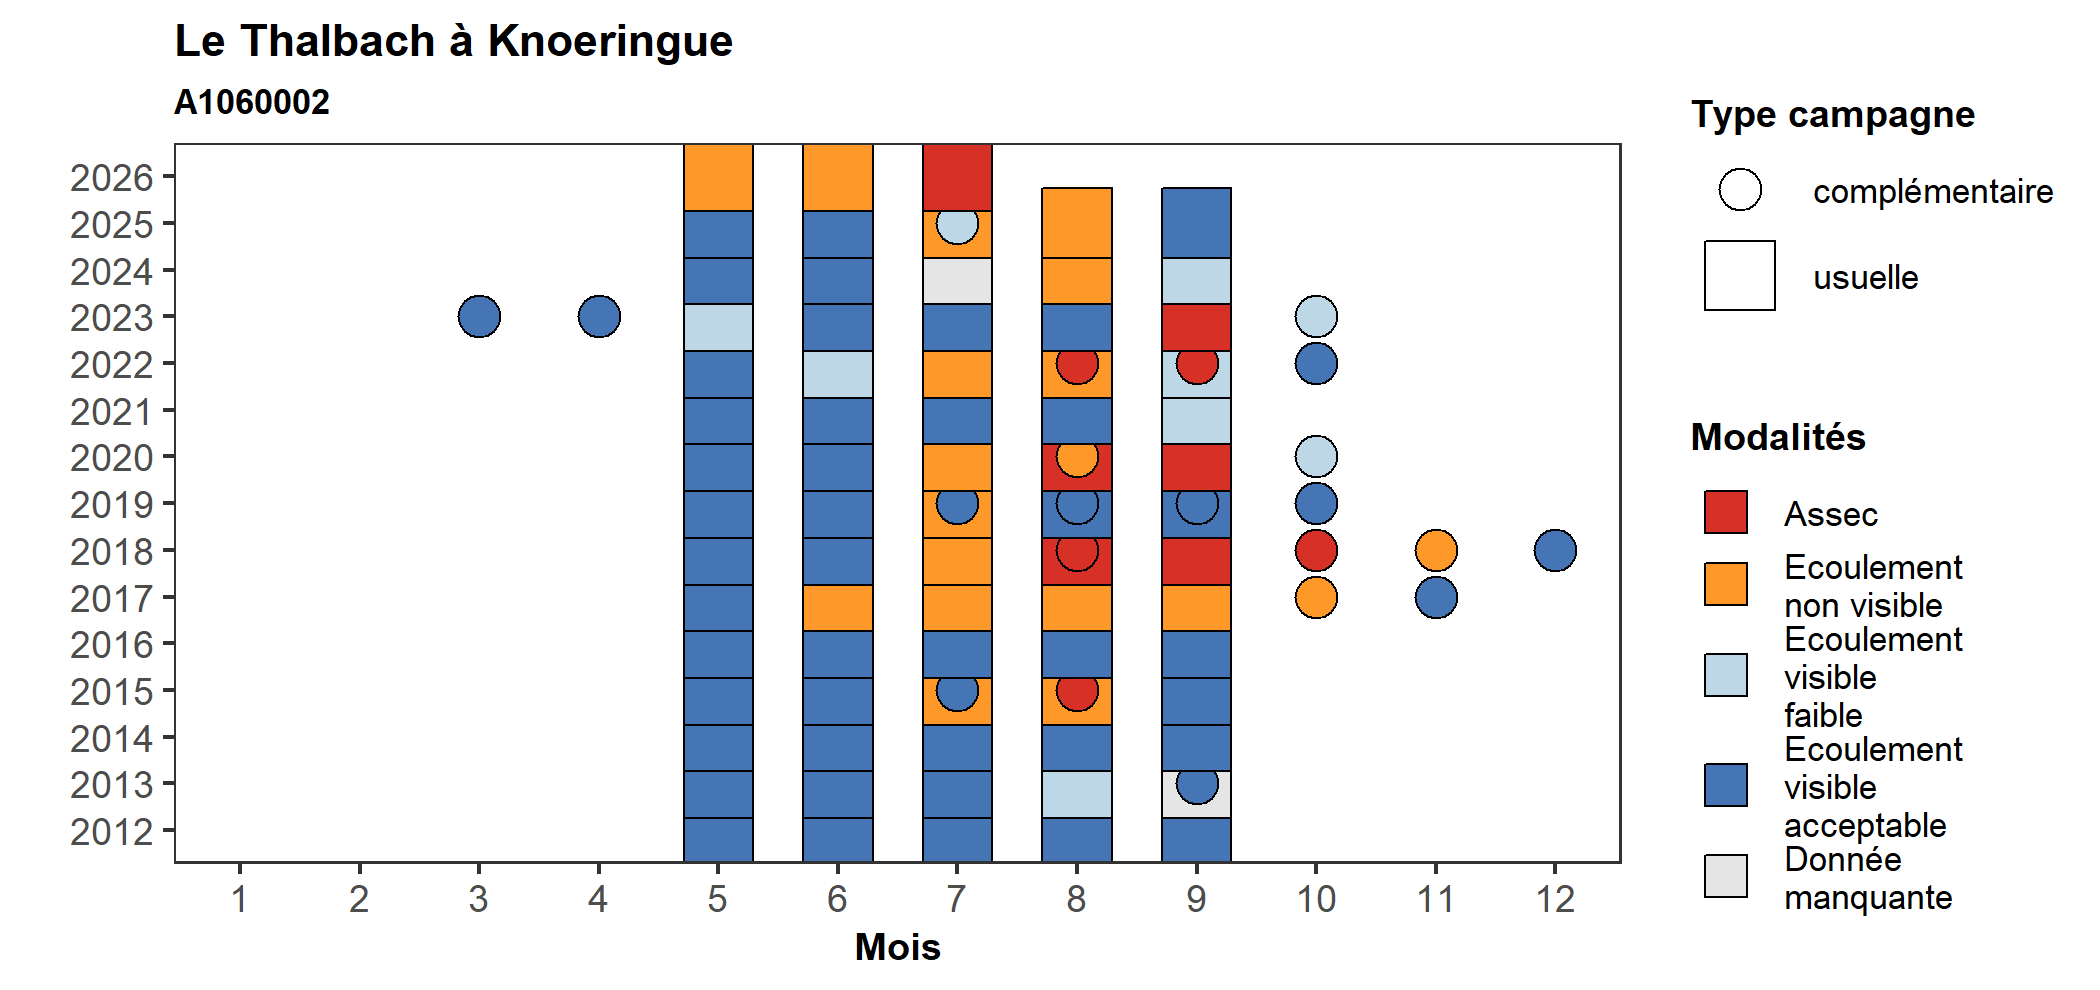 Le Thalbach à Knoeringue
A1060002
2026
2025
2024
2023
2022
2021
2020
2019
2018
2017
2016
2015
2014
2013
2012
1 2 3 4 5 6 7 8 9 10 11 12
Mois
Type campagne
complémentaire
usuelle
Modalités
Assec
Ecoulement
non visible
Ecoulement
visible
faible
Ecoulement
visible
acceptable
Donnée
manquante